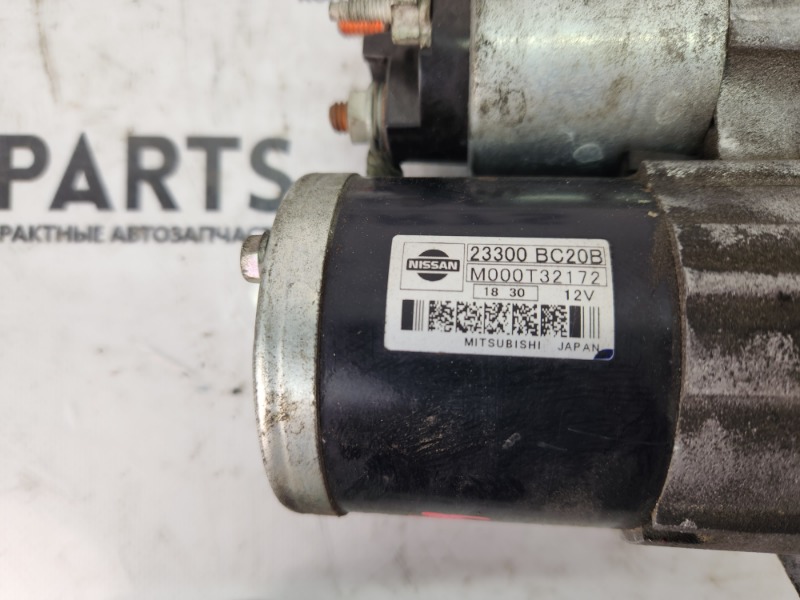 PARTS
РАКТНЫЕ АВТОЗАПЧАС
NISSAN
23300 BC20B
M000T32172
18 30 12V
MITSUBISHI JAPAN